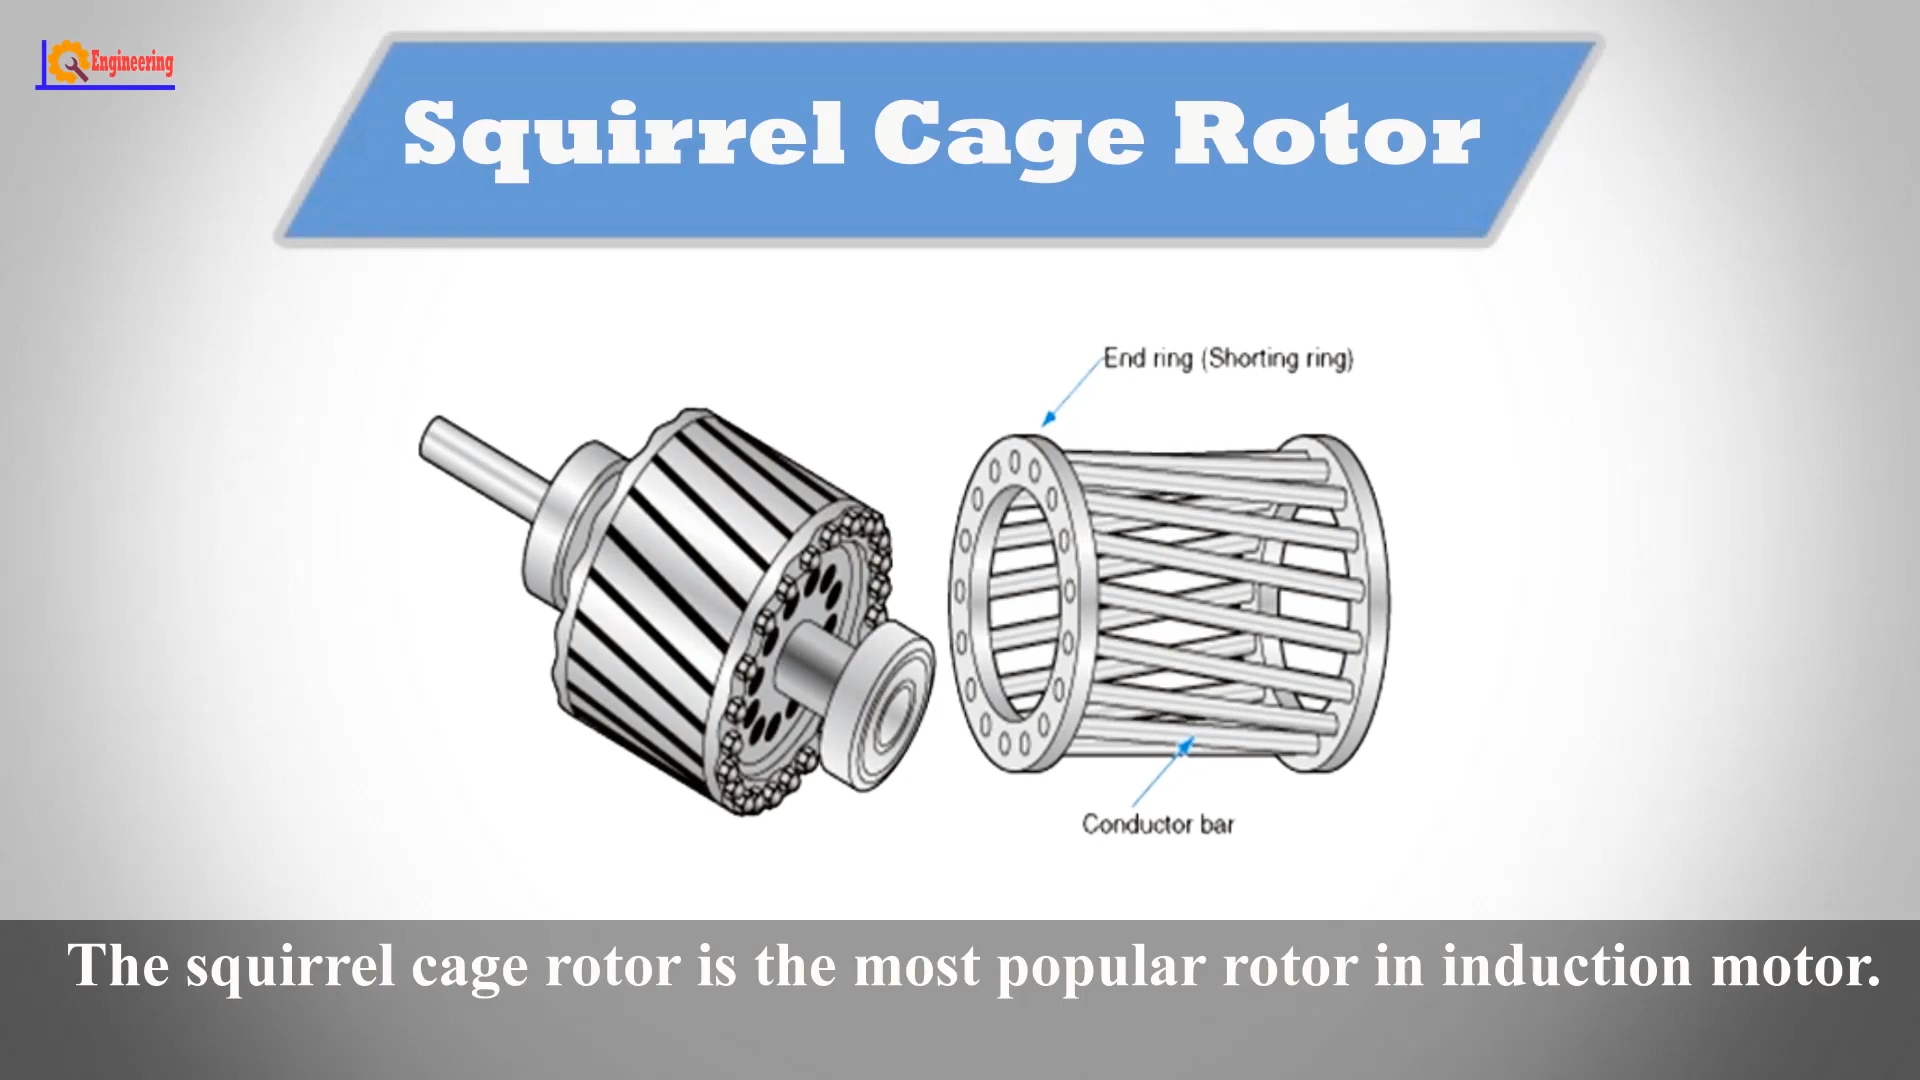 Engineering
Squirrel Cage Rotor
End ring (Shorting ring)
Conductor bar
The squirrel cage rotor is the most popular rotor in induction motor.